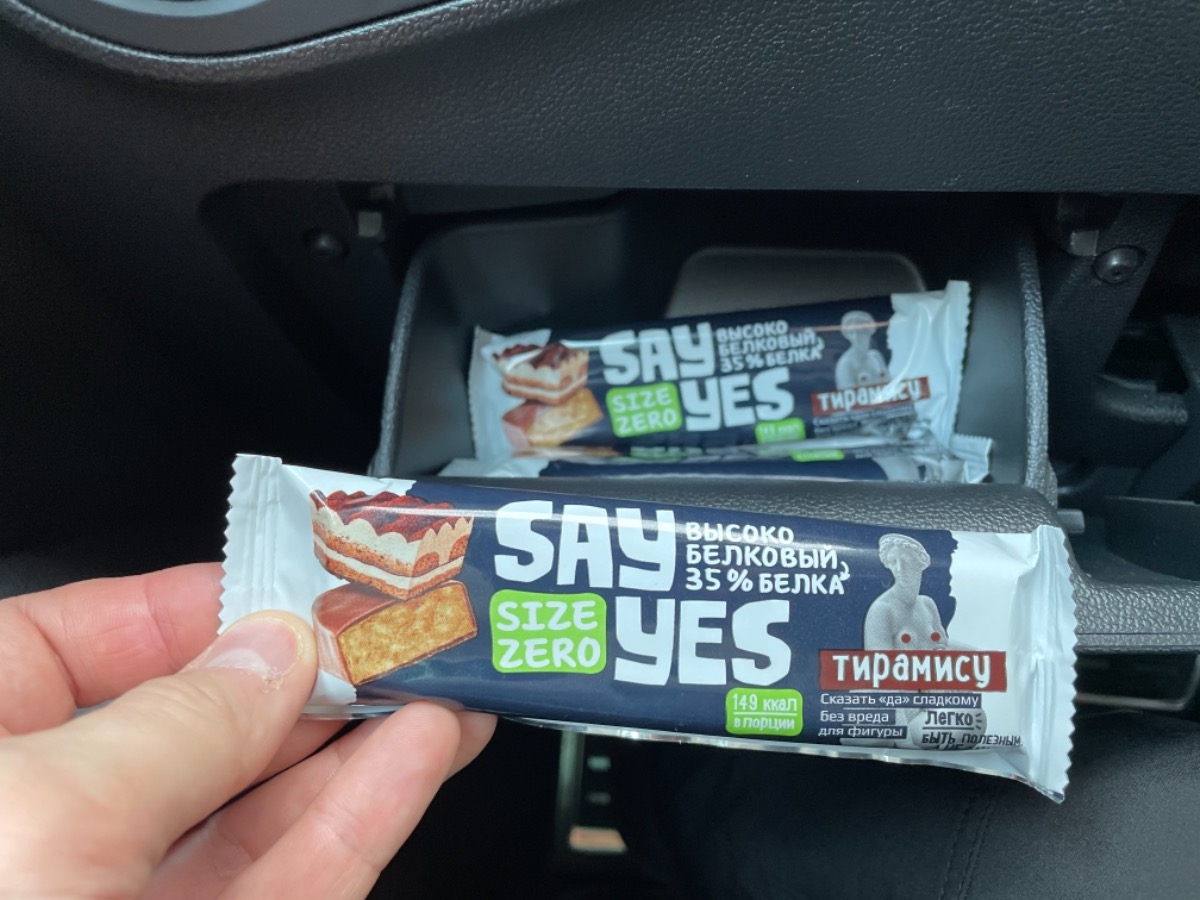 SAY
YES
SIZE
ZERO
ВЫСОКО
БЕЛКОВЫЙ,
35% БЕЛКА
ТИРАМИСУ
SAY
YES
SIZE
ZERO
ВЫСОКО
БЕЛКОВЫЙ,
35% БЕЛКА
149 ккал
в порции
ТИРАМИСУ
Сказать «да» сладкому
без вреда
для фигуры
Легко
быть полезным